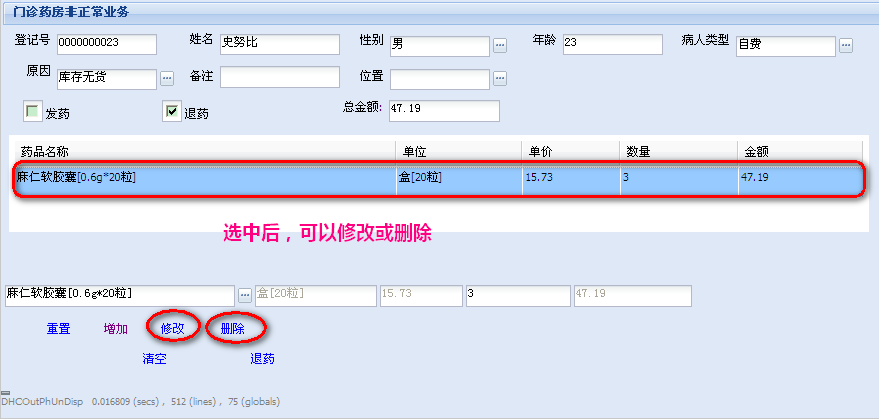 门诊药房非正常业务
登记号 0000000023 姓名 史努比 性别 男 年龄 23 病人类型 自费
原因 库存无货 备注 位置
发药 退药 总金额: 47.19
药品名称 单位 单价 数量 金额
麻仁软胶囊[0.6g*20粒] 盒[20粒] 15.73 3 47.19
选中后，可以修改或删除
麻仁软胶囊[0.6g*20粒] 盒[20粒] 15.73 3 47.19
重置 增加 修改 删除
清空 退药
DHCOutPhUnDisp 0.016809 (secs) , 512 (lines) , 75 (globals)